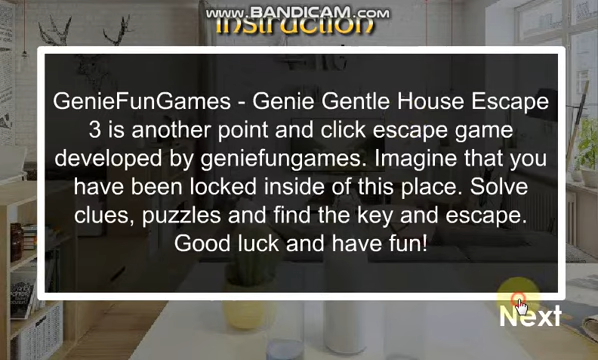 www.BANDICAM.com
instruction
GenieFunGames - Genie Gentle House Escape
3 is another point and click escape game
developed by geniefungames. Imagine that you
have been locked inside of this place. Solve
clues, puzzles and find the key and escape.
Good luck and have fun!
Next